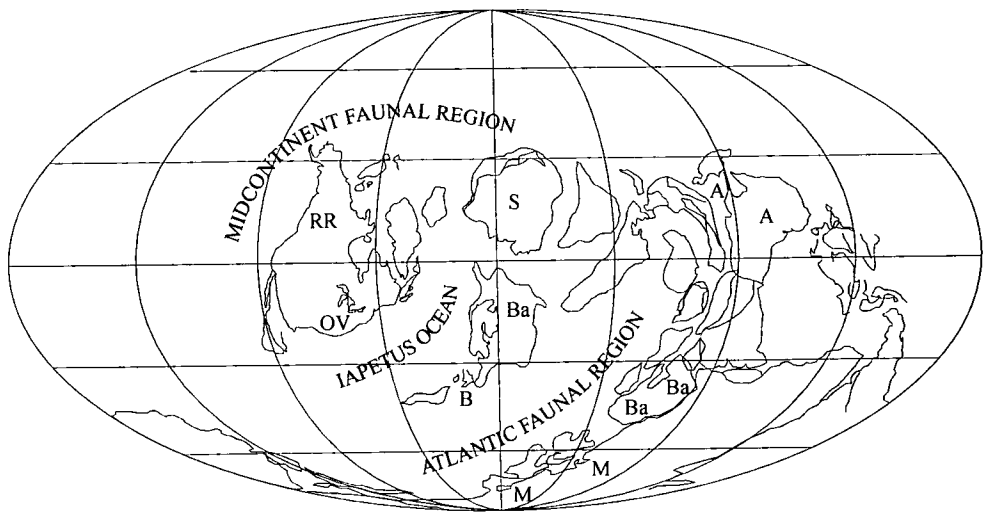 MIDCONTINENT FAUNAL REGION
A
S
A
RR
Ba
OV
IAPETUS OCEAN
Ba
B
Ba
ATLANTIC FAUNAL REGION
M
M